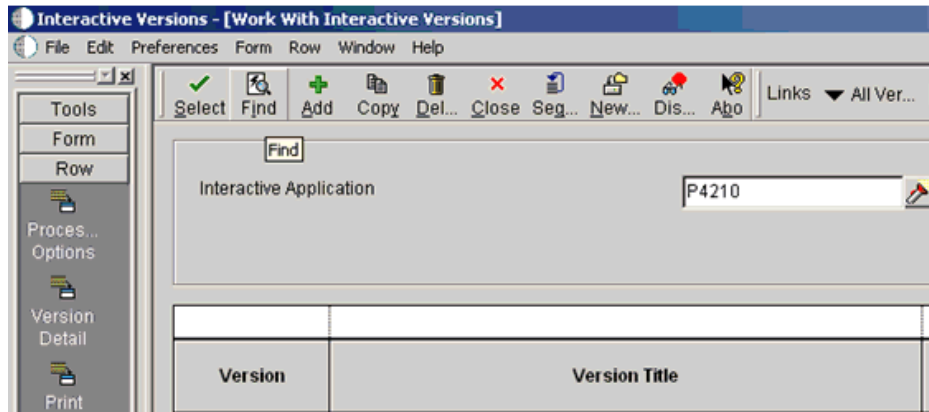 Interactive Versions - [Work With Interactive Versions]
File Edit Preferences Form Row Window Help
Select Find Add Copy Del... Close Seq... New... Dis... Abo Links All Ver...
Tools
Form
Row
Find
Interactive Application P4210
Proces...
Options
Version
Detail
Print
Version Version Title